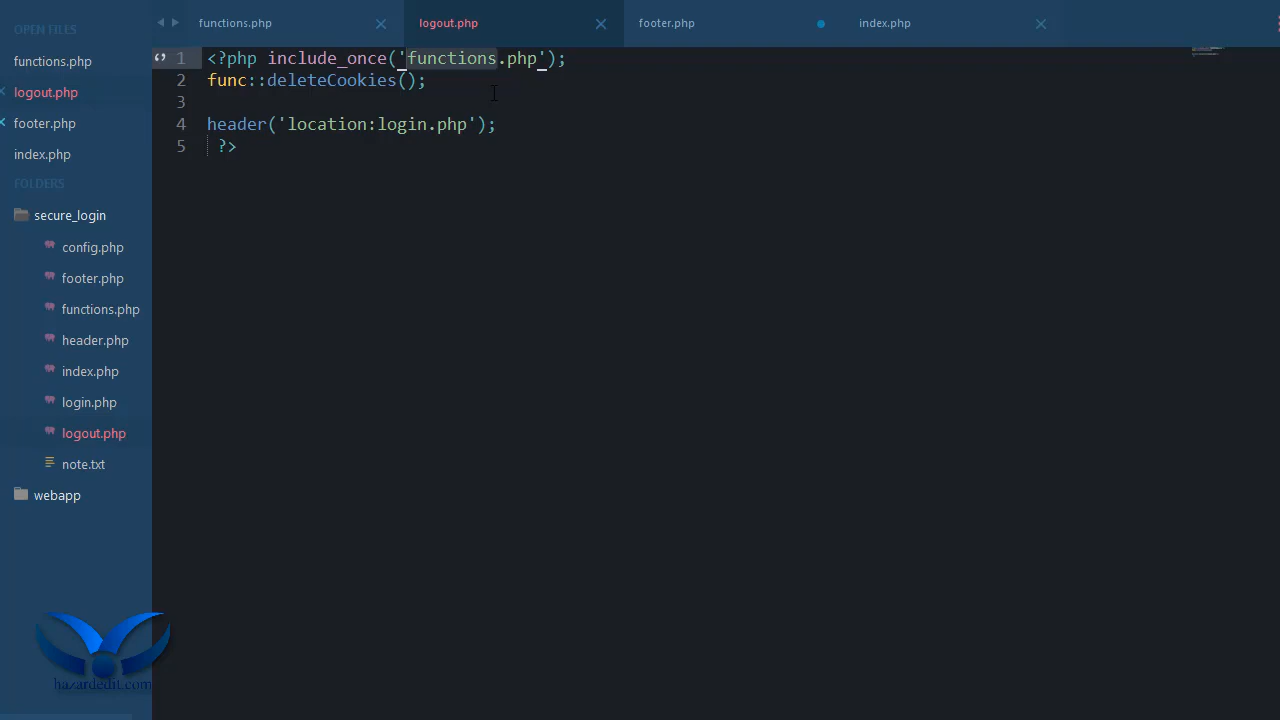 OPEN FILES
functions.php
logout.php
footer.php
index.php
FOLDERS
secure_login
config.php
footer.php
functions.php
header.php
index.php
login.php
logout.php
note.txt
webapp
hazardedit.com
functions.php
logout.php
footer.php
index.php
1 <?php include_once('functions.php');
2 func::deleteCookies();
3
4 header('location:login.php');
5 ?>